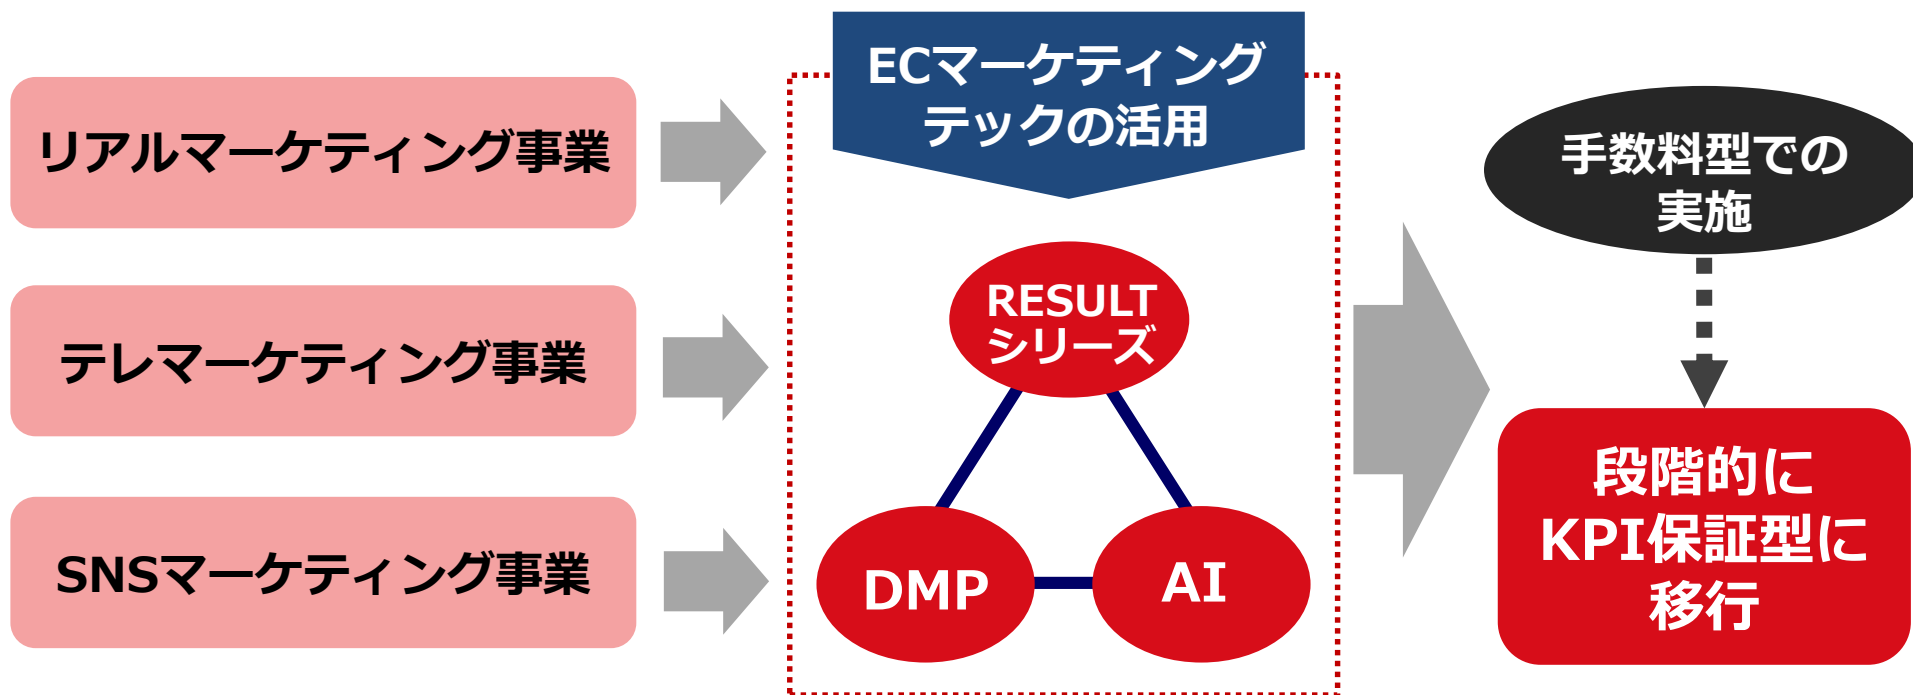 リアルマーケティング事業
テレマーケティング事業
SNSマーケティング事業
ECマーケティング
テックの活用
RESULT
シリーズ
DMP
AI
手数料型での
実施
段階的に
KPI保証型に
移行